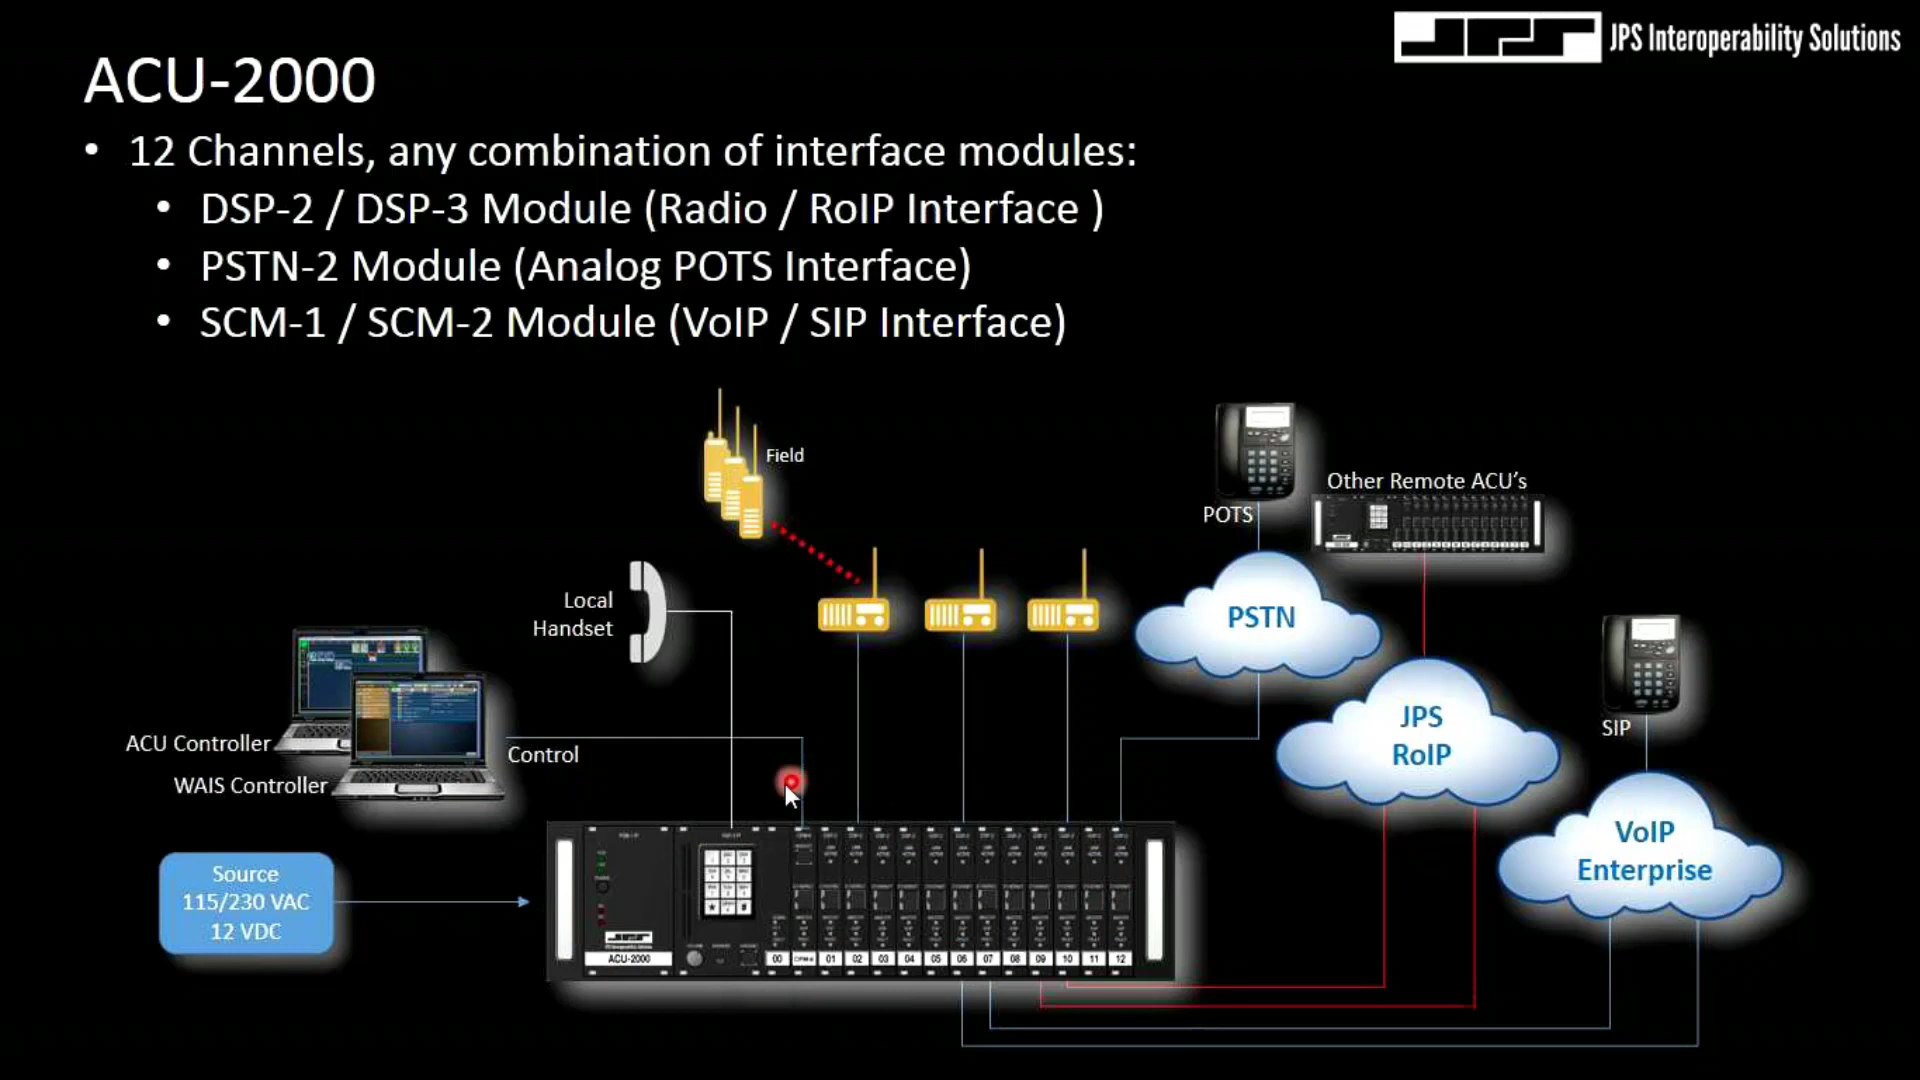 JPS Interoperability Solutions
ACU-2000
• 12 Channels, any combination of interface modules:
• DSP-2 / DSP-3 Module (Radio / RoIP Interface )
• PSTN-2 Module (Analog POTS Interface)
• SCM-1 / SCM-2 Module (VoIP / SIP Interface)
Field
Other Remote ACU's
POTS
Local
Handset
PSTN
JPS
RoIP
SIP
ACU Controller
Control
WAIS Controller
VoIP
Enterprise
Source
115/230 VAC
12 VDC
ACU-2000
00 01 02 03 04 05 06 07 08 09 10 11 12